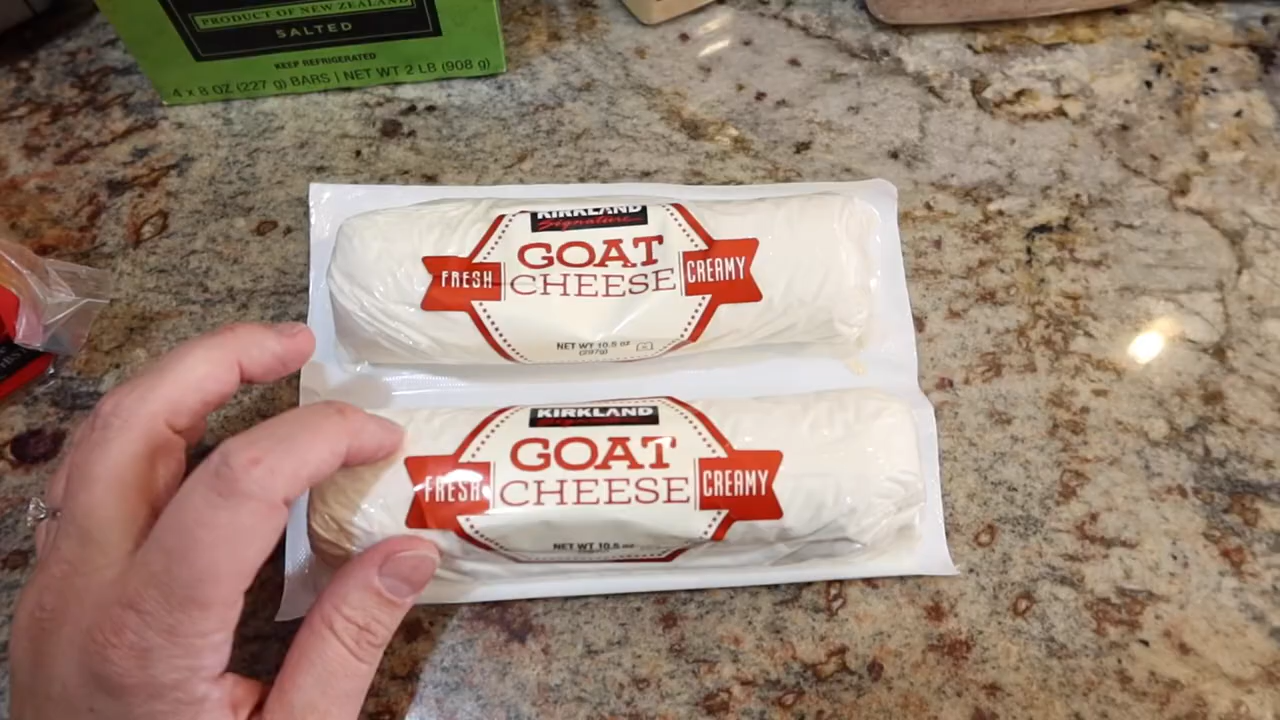 PRODUCT OF NEW ZEALAND
SALTED
KEEP REFRIGERATED
4 x 8 OZ (227 g) BARS | NET WT 2 LB (908 g)
KIRKLAND
Signature
GOAT
CHEESE
FRESH
CREAMY
NET WT 10.5 oz
(297g)
KIRKLAND
Signature
GOAT
CHEESE
FRESH
CREAMY
NET WT 10.5 oz